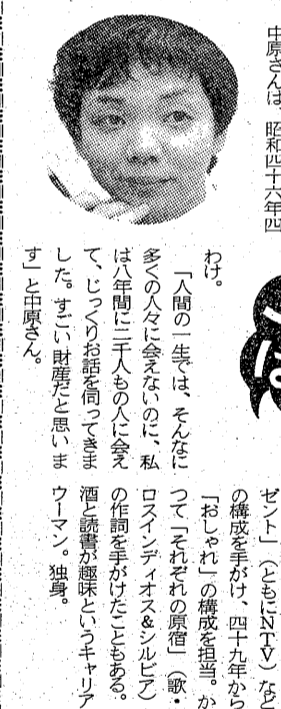 中原さんは、昭和四十六年四
わけ。
「人間の一生では、そんなに
多くの人々に会えないのに、私
は八年間に二千人もの人に会え
て、じっくりお話を伺ってきま
した。すごい財産だと思いま
す」と中原さん。
ゼント」（ともにＮＴＶ）など
の構成を手がけ、四十九年から
「おしゃれ」の構成を担当。か
つて「それぞれの原宿」（歌・
ロスインディオス＆シルビア）
の作詞を手がけたこともある。
酒と読書が趣味というキャリア
ウーマン。独身。